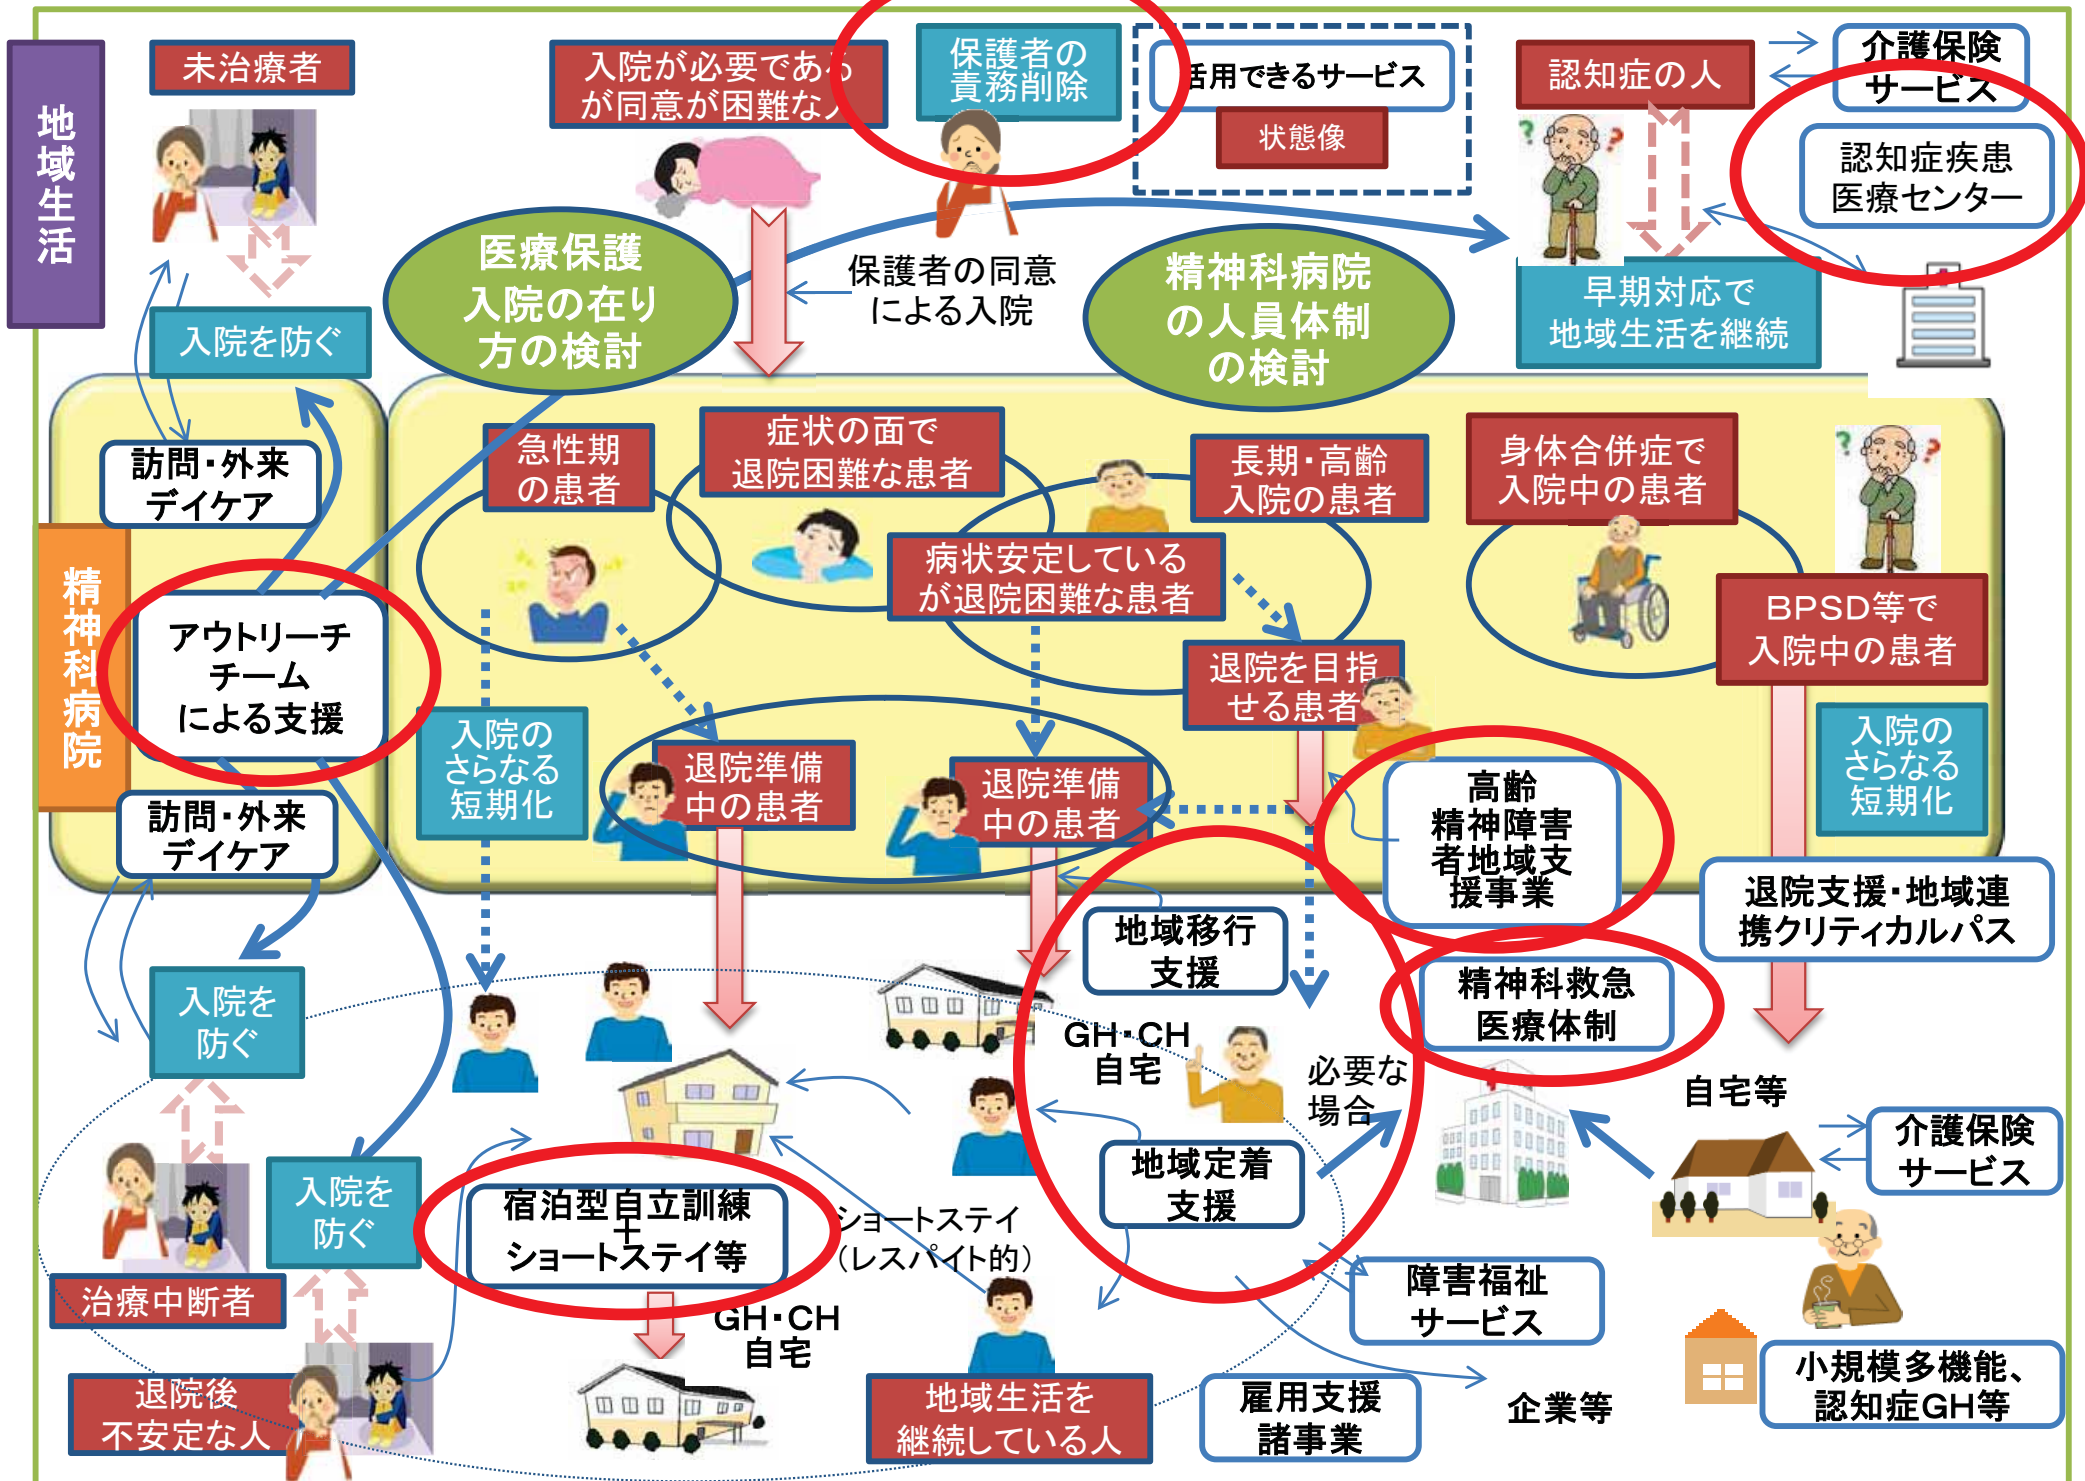 地域生活
未治療者
入院が必要である
が同意が困難な人
保護者の
責務削除
活用できるサービス
状態像
認知症の人
介護保険
サービス
認知症疾患
医療センター
医療保護
入院の在り
方の検討
保護者の同意
による入院
精神科病院
の人員体制
の検討
早期対応で
地域生活を継続
入院を防ぐ
訪問・外来
デイケア
急性期
の患者
症状の面で
退院困難な患者
長期・高齢
入院の患者
身体合併症で
入院中の患者
病状安定している
が退院困難な患者
精神科病院
アウトリーチ
チーム
による支援
BPSD等で
入院中の患者
退院を目指
せる患者
入院の
さらなる
短期化
退院準備
中の患者
退院準備
中の患者
高齢
精神障害
者地域支
援事業
入院の
さらなる
短期化
訪問・外来
デイケア
地域移行
支援
退院支援・地域連
携クリティカルパス
入院を
防ぐ
精神科救急
医療体制
GH・CH
自宅
必要な
場合
自宅等
介護保険
サービス
入院を
防ぐ
地域定着
支援
宿泊型自立訓練
+
ショートステイ等
ショートステイ
（レスパイト的）
治療中断者
障害福祉
サービス
GH・CH
自宅
退院後
不安定な人
地域生活を
継続している人
雇用支援
諸事業
企業等
小規模多機能、
認知症GH等